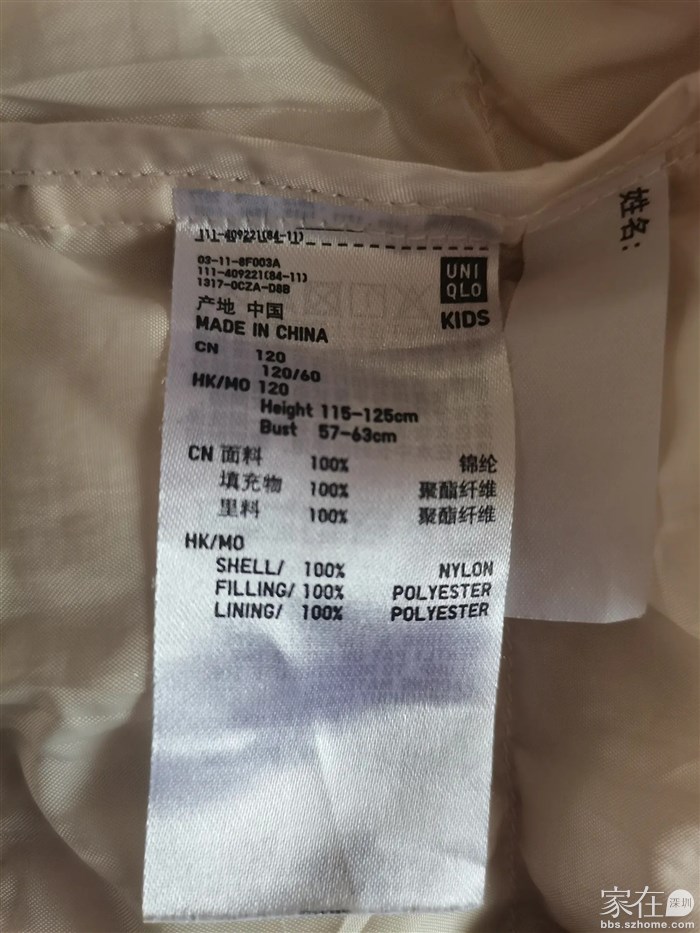 111-409221(84-11)
03-11-8F003A
111-409221(84-11)
1317-0CZA-D8B
UNI
QLO
KIDS
产地 中国
MADE IN CHINA
CN 120
120/60
HK/MO 120
Height 115-125cm
Bust 57-63cm
CN 面料 100% 锦纶
填充物 100% 聚酯纤维
里料 100% 聚酯纤维
HK/MO
SHELL/ 100% NYLON
FILLING/ 100% POLYESTER
LINING/ 100% POLYESTER
姓名:
家在深圳
bbs.szhome.com